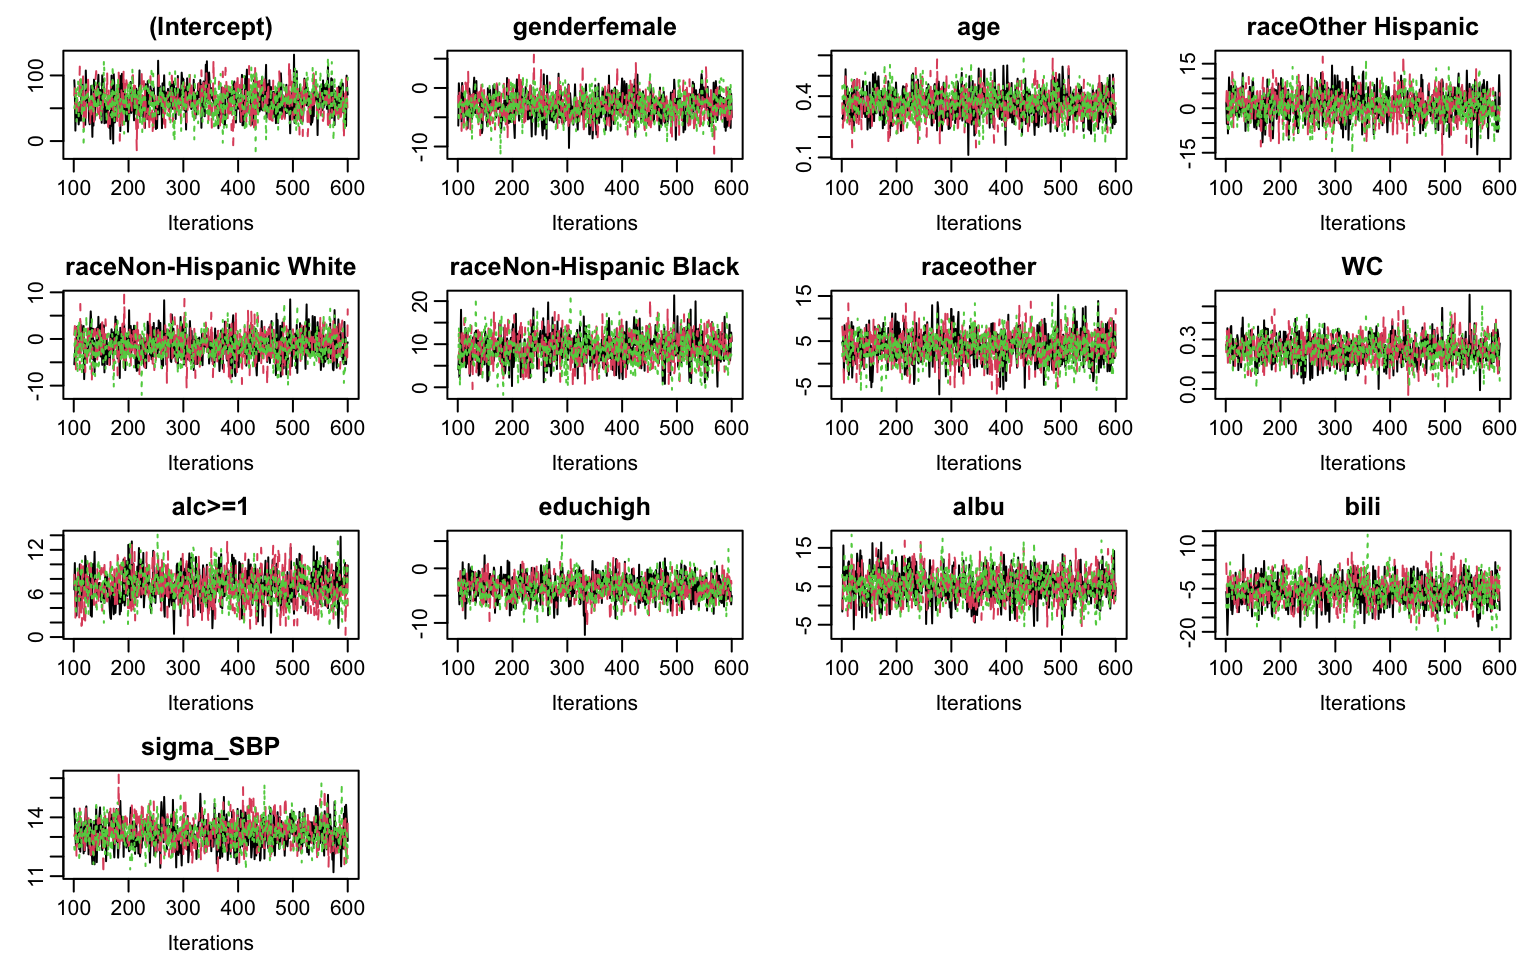 (Intercept) genderfemale age raceOther Hispanic
0 100 -10 0 0.1 0.4 -15 0 15
100 200 300 400 500 600 100 200 300 400 500 600 100 200 300 400 500 600 100 200 300 400 500 600
Iterations Iterations Iterations Iterations
raceNon-Hispanic White raceNon-Hispanic Black raceother WC
-10 0 10 0 10 20 -5 5 15 0.0 0.3
100 200 300 400 500 600 100 200 300 400 500 600 100 200 300 400 500 600 100 200 300 400 500 600
Iterations Iterations Iterations Iterations
alc>=1 educhigh albu bili
0 6 12 -10 0 -5 5 15 -20 -5 10
100 200 300 400 500 600 100 200 300 400 500 600 100 200 300 400 500 600 100 200 300 400 500 600
Iterations Iterations Iterations Iterations
sigma_SBP
11 14
100 200 300 400 500 600
Iterations